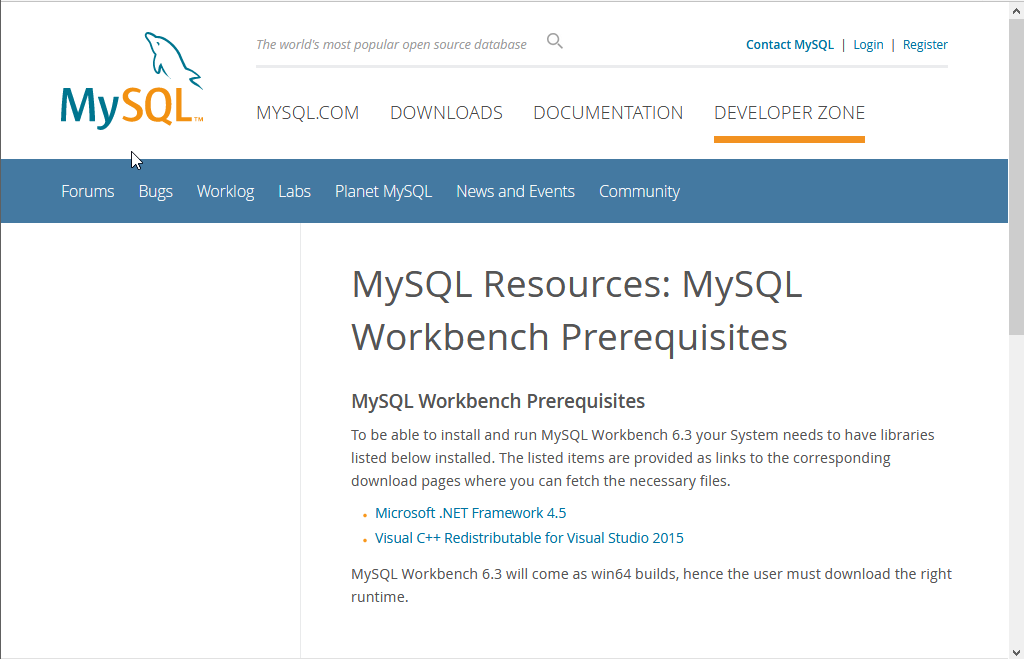 The world's most popular open source database
Contact MySQL | Login | Register
MySQL™
MYSQL.COM DOWNLOADS DOCUMENTATION DEVELOPER ZONE
Forums Bugs Worklog Labs Planet MySQL News and Events Community
MySQL Resources: MySQL
Workbench Prerequisites
MySQL Workbench Prerequisites
To be able to install and run MySQL Workbench 6.3 your System needs to have libraries
listed below installed. The listed items are provided as links to the corresponding
download pages where you can fetch the necessary files.
Microsoft .NET Framework 4.5
Visual C++ Redistributable for Visual Studio 2015
MySQL Workbench 6.3 will come as win64 builds, hence the user must download the right
runtime.